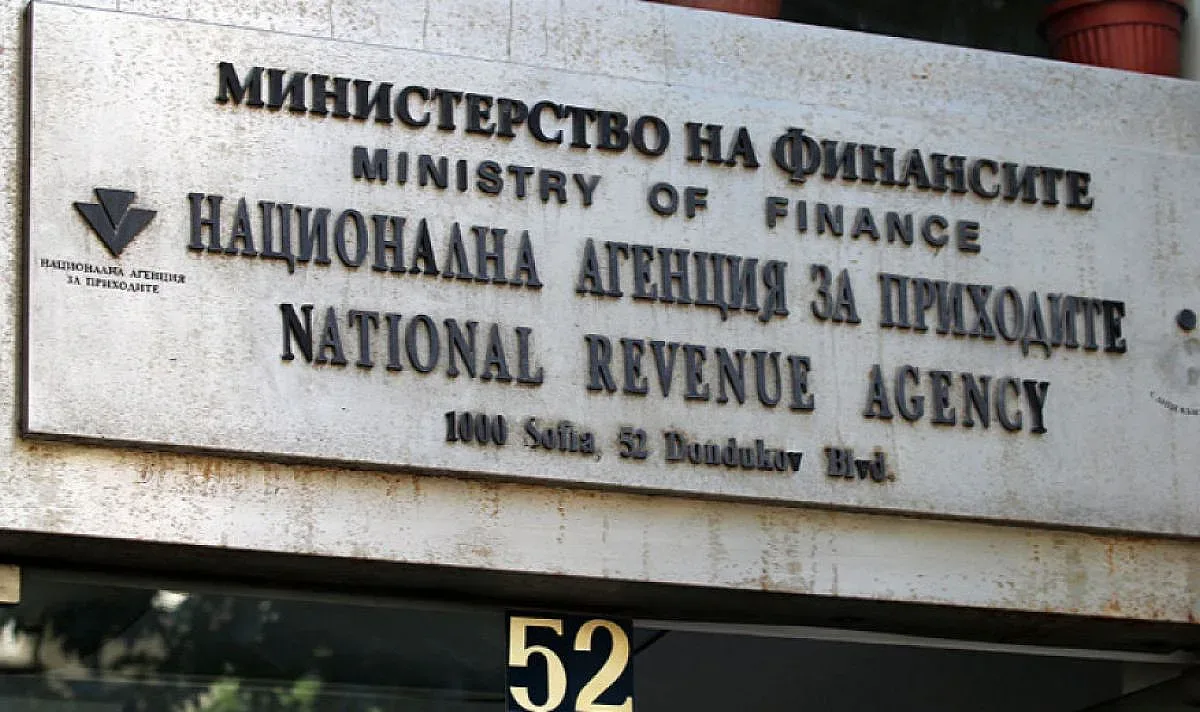 МИНИСТЕРСТВО НА ФИНАНСИТЕ
MINISTRY OF FINANCE
НАЦИОНАЛНА АГЕНЦИЯ ЗА ПРИХОДИТЕ
NATIONAL REVENUE AGENCY
1000 Sofia, 52 Dondukov Blvd.
НАЦИОНАЛНА АГЕНЦИЯ
ЗА ПРИХОДИТЕ
52